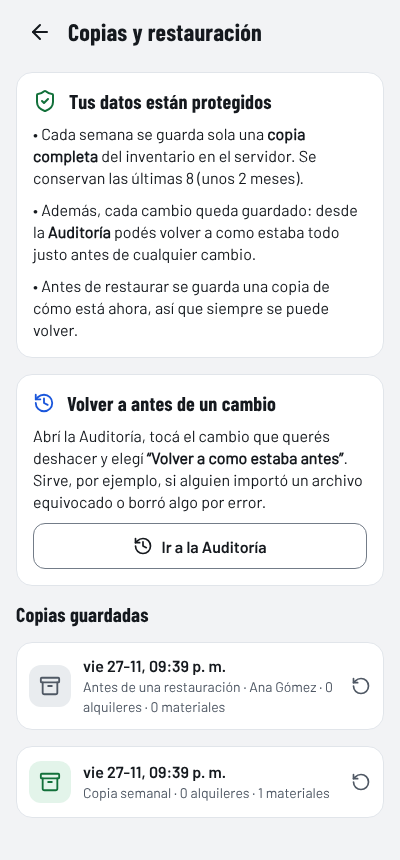 Copias y restauración
Tus datos están protegidos
• Cada semana se guarda sola una copia
completa del inventario en el servidor. Se
conservan las últimas 8 (unos 2 meses).
• Además, cada cambio queda guardado: desde
la Auditoría podés volver a como estaba todo
justo antes de cualquier cambio.
• Antes de restaurar se guarda una copia de
cómo está ahora, así que siempre se puede
volver.
Volver a antes de un cambio
Abrí la Auditoría, tocá el cambio que querés
deshacer y elegí “Volver a como estaba antes”.
Sirve, por ejemplo, si alguien importó un archivo
equivocado o borró algo por error.
Ir a la Auditoría
Copias guardadas
vie 27-11, 09:39 p. m.
Antes de una restauración · Ana Gómez · 0
alquileres · 0 materiales
vie 27-11, 09:39 p. m.
Copia semanal · 0 alquileres · 1 materiales